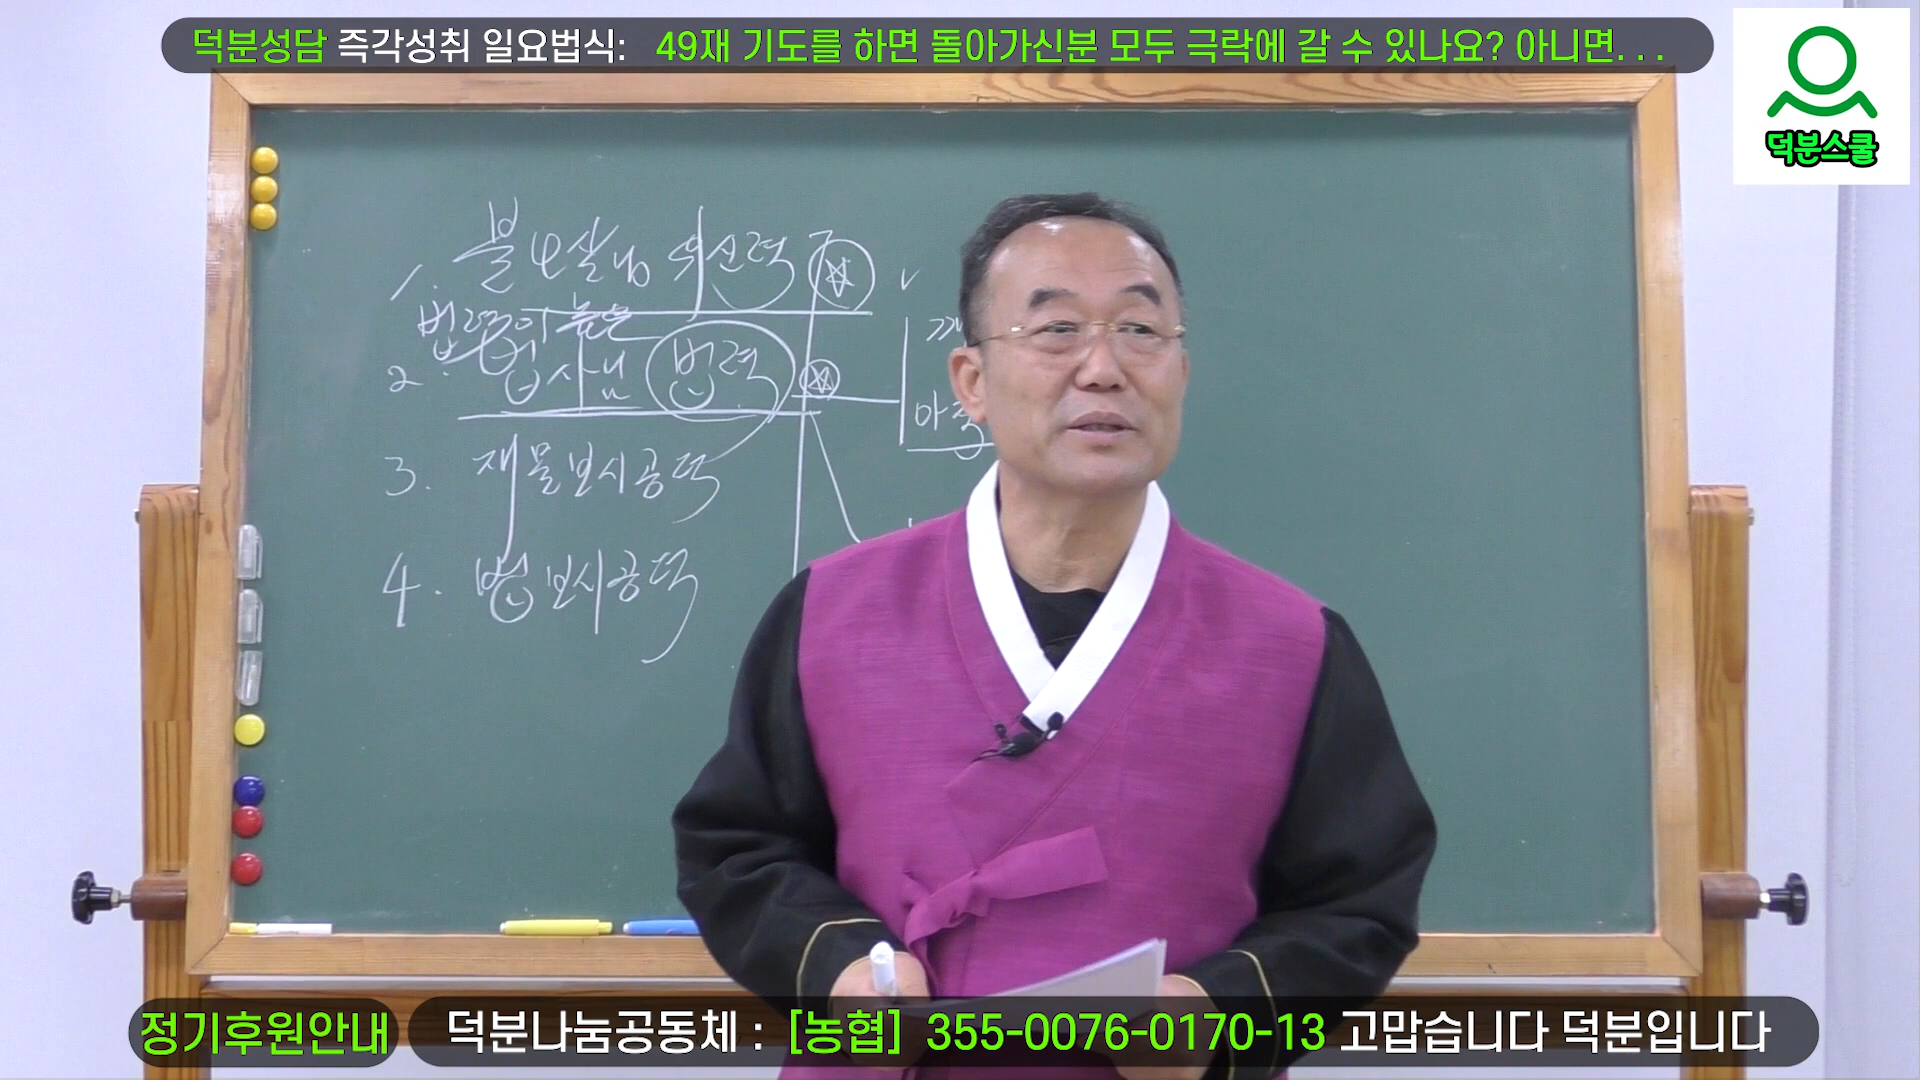 덕분성담 즉각성취 일요법식: 49재 기도를 하면 돌아가신분 모두 극락에 갈 수 있나요? 아니면. . .
덕분스쿨
1. 불보살님 위신력
법력이 높은
2. 법사님 법력
3. 재물보시공덕
4. 법보시공덕
정기후원안내 덕분나눔공동체 : [농협] 355-0076-0170-13 고맙습니다 덕분입니다